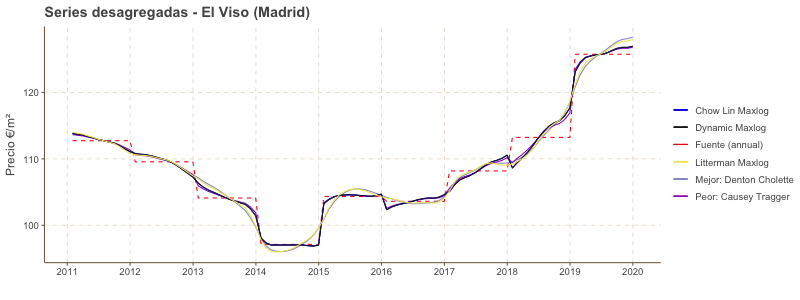 Series desagregadas - El Viso (Madrid)
Precio €/m²
120
110
100
2011 2012 2013 2014 2015 2016 2017 2018 2019 2020
Chow Lin Maxlog
Dynamic Maxlog
Fuente (annual)
Litterman Maxlog
Mejor: Denton Cholette
Peor: Causey Tragger